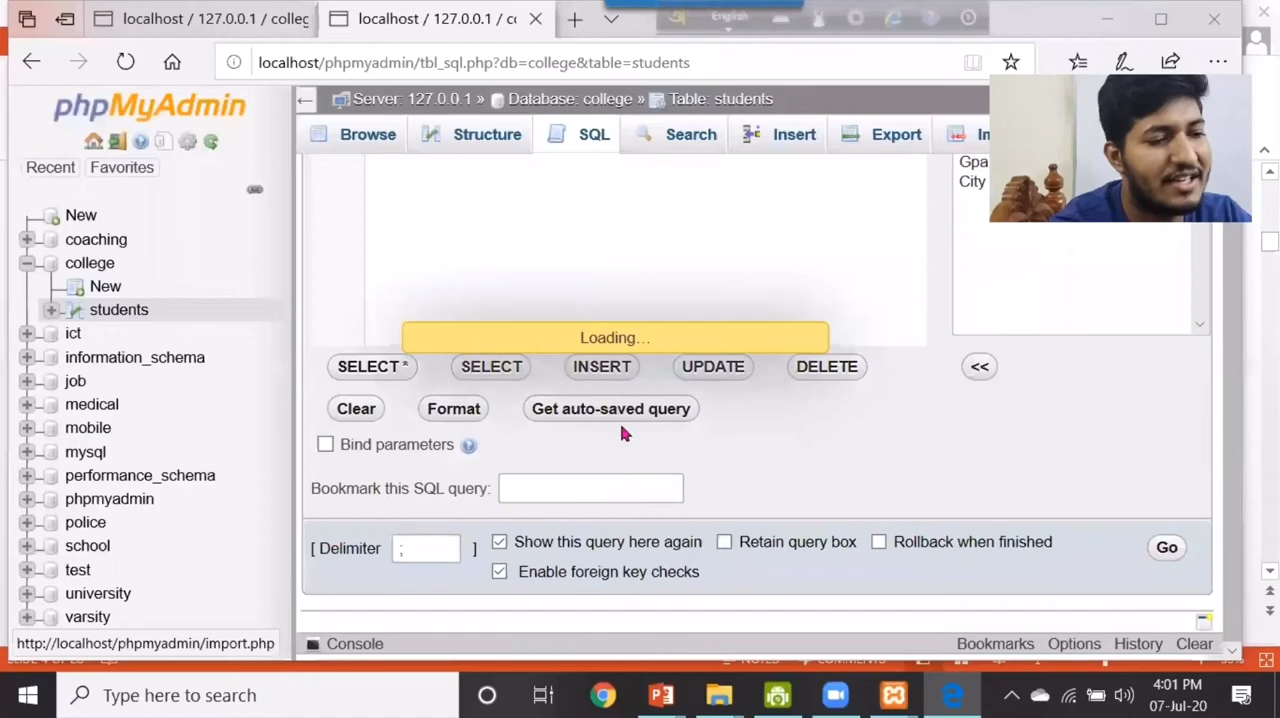 localhost / 127.0.0.1 / colleg
localhost / 127.0.0.1 / cc
English
localhost/phpmyadmin/tbl_sql.php?db=college&table=students
phpMyAdmin
Recent
Favorites
New
coaching
college
New
students
ict
information_schema
job
medical
mobile
mysql
performance_schema
phpmyadmin
police
school
test
university
varsity
http://localhost/phpmyadmin/import.php
Server: 127.0.0.1 » Database: college » Table: students
Browse
Structure
SQL
Search
Insert
Export
Im
Gpa
City
Loading…
SELECT *
SELECT
INSERT
UPDATE
DELETE
<<
Clear
Format
Get auto-saved query
Bind parameters
Bookmark this SQL query:
[ Delimiter ; ]
Show this query here again
Retain query box
Rollback when finished
Go
Enable foreign key checks
Console
Bookmarks
Options
History
Clear
Type here to search
4:01 PM
07-Jul-20